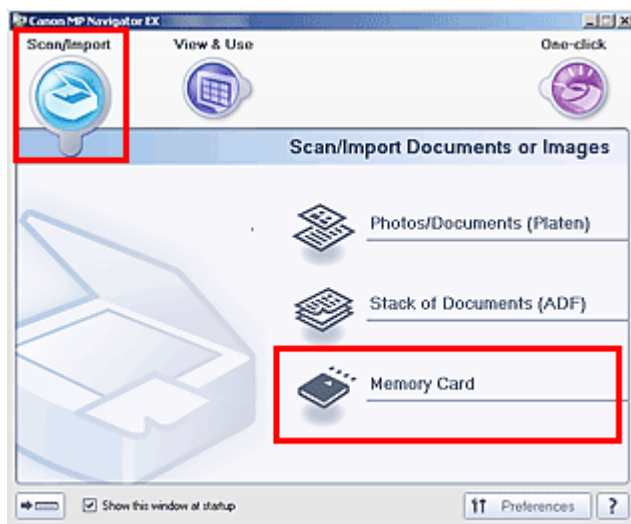 Canon MP Navigator EX
Scan/Import View & Use One-click
Scan/Import Documents or Images
Photos/Documents (Platen)
Stack of Documents (ADF)
Memory Card
Show this window at startup Preferences ?